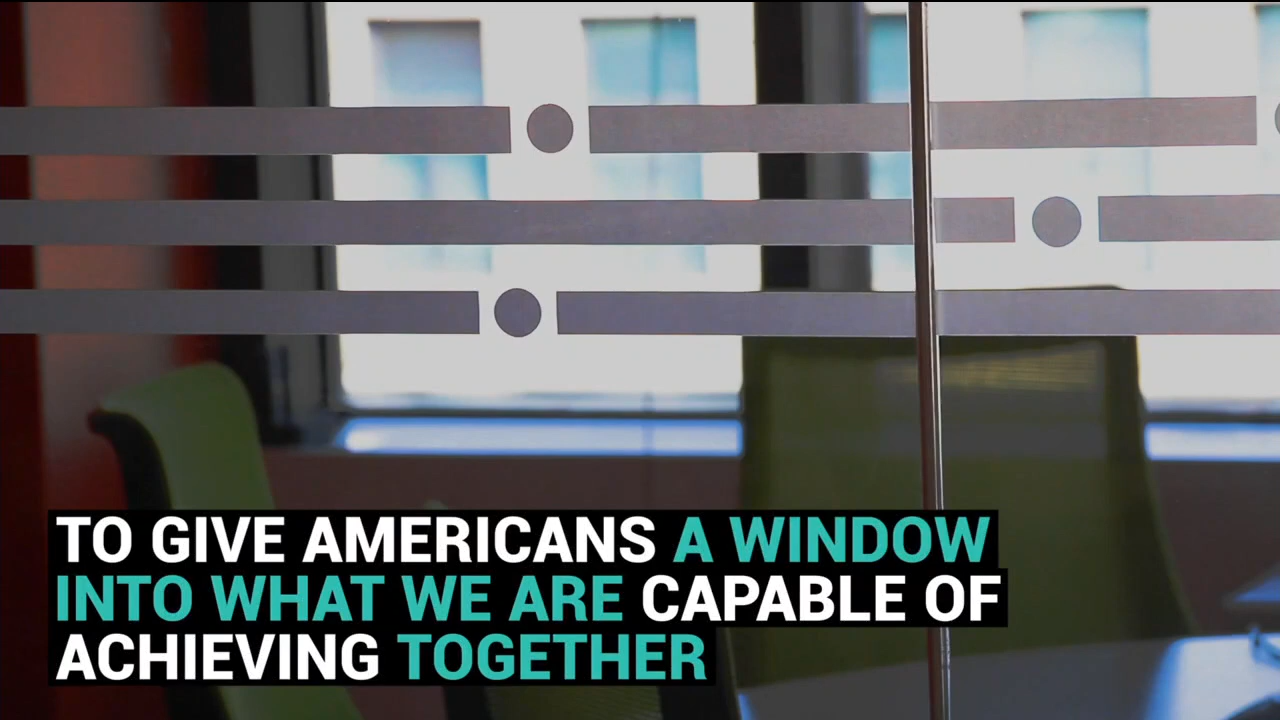 TO GIVE AMERICANS A WINDOW
INTO WHAT WE ARE CAPABLE OF
ACHIEVING TOGETHER